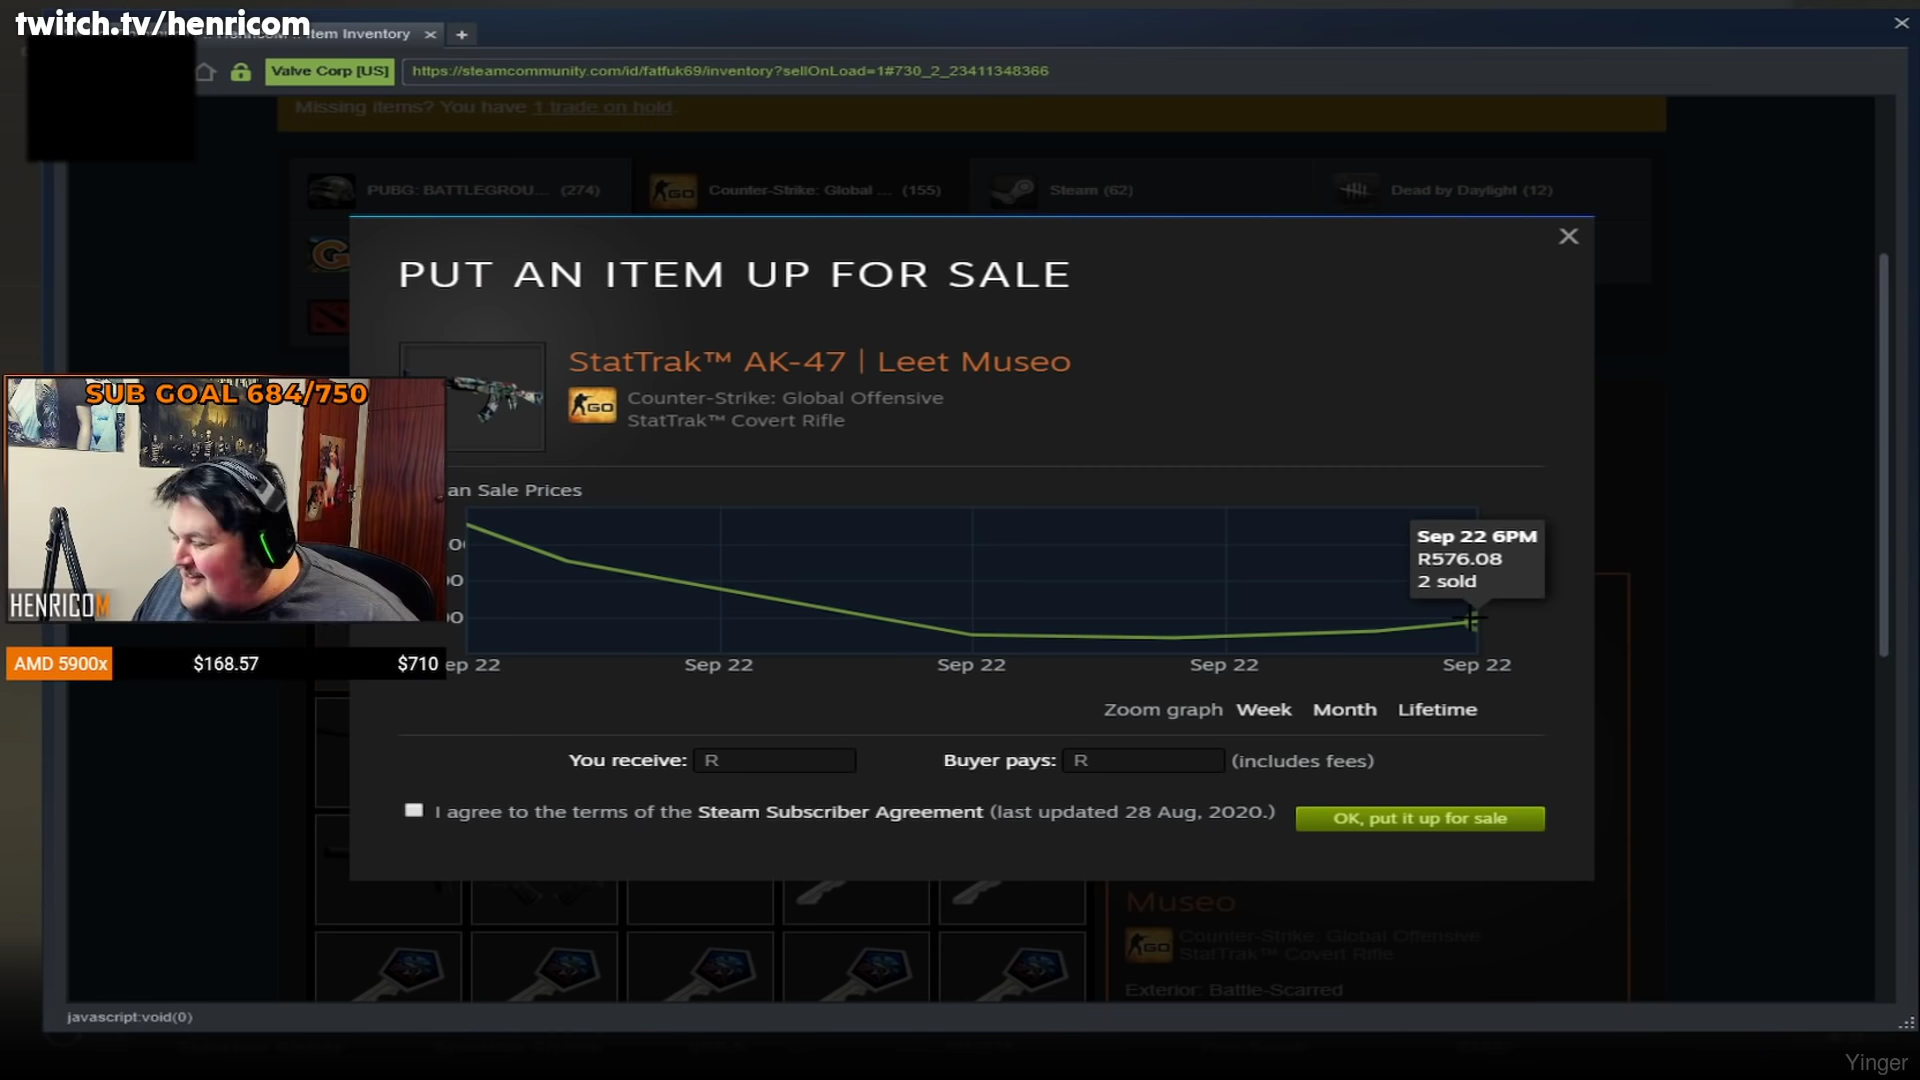 twitch.tv/henricom
Item Inventory
Valve Corp [US]
https://steamcommunity.com/id/fatfuk69/inventory?sellOnLoad=1#730_2_23411348366
Missing items? You have 1 trade on hold.
PUBG: BATTLEGROU... (274)
Counter-Strike: Global ... (155)
Steam (62)
Dead by Daylight (12)
PUT AN ITEM UP FOR SALE
StatTrak™ AK-47 | Leet Museo
GO
Counter-Strike: Global Offensive
StatTrak™ Covert Rifle
SUB GOAL 684/750
HENRICOM
AMD 5900x $168.57 $710
an Sale Prices
Sep 22 6PM
R576.08
2 sold
ep 22 Sep 22 Sep 22 Sep 22 Sep 22
Zoom graph Week Month Lifetime
You receive: R
Buyer pays: R (includes fees)
I agree to the terms of the Steam Subscriber Agreement (last updated 28 Aug, 2020.)
OK, put it up for sale
Museo
GO
Counter-Strike: Global Offensive
StatTrak™ Covert Rifle
Exterior: Battle-Scarred
javascript:void(0)
Yinger